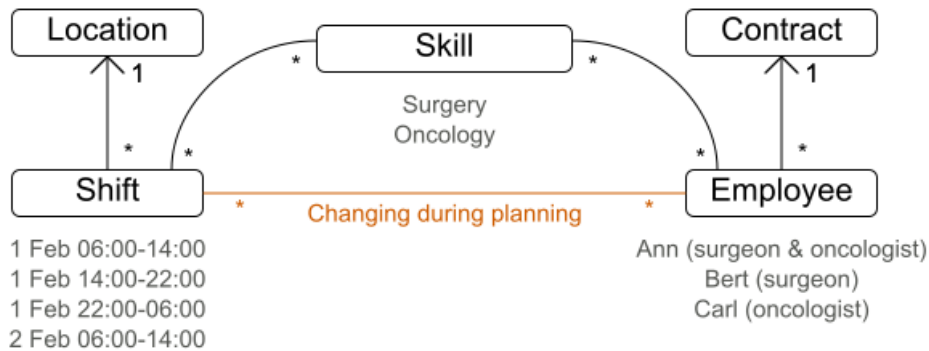 Location
Skill
Contract
1
*
*
1
Surgery
Oncology
*
*
*
*
Shift
Employee
*
Changing during planning
*
1 Feb 06:00-14:00
1 Feb 14:00-22:00
1 Feb 22:00-06:00
2 Feb 06:00-14:00
Ann (surgeon & oncologist)
Bert (surgeon)
Carl (oncologist)